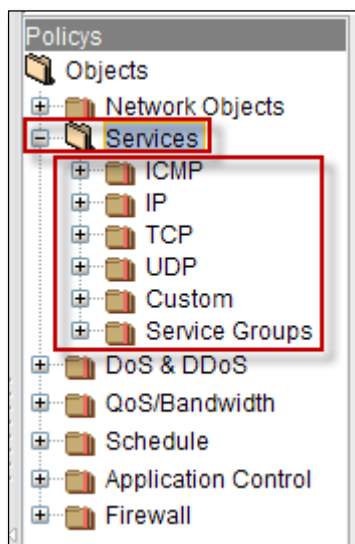 Policys
Objects
Network Objects
Services
ICMP
IP
TCP
UDP
Custom
Service Groups
DoS & DDoS
QoS/Bandwidth
Schedule
Application Control
Firewall